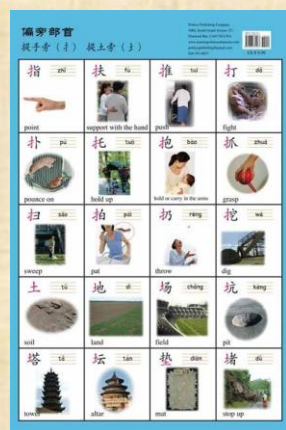 偏旁部首
提手旁（扌） 提土旁（土）
指 zhǐ
point
扶 fú
support with the hand
推 tuī
push
打 dǎ
fight
扑 pū
pounce on
托 tuō
hold up
抱 bào
hold or carry in the arms
抓 zhuā
grasp
扫 sǎo
sweep
拍 pāi
pat
扔 rēng
throw
挖 wā
dig
土 tǔ
soil
地 dì
land
场 chǎng
field
坑 kēng
pit
塔 tǎ
tower
坛 tán
altar
垫 diàn
mat
堵 dǔ
stop up